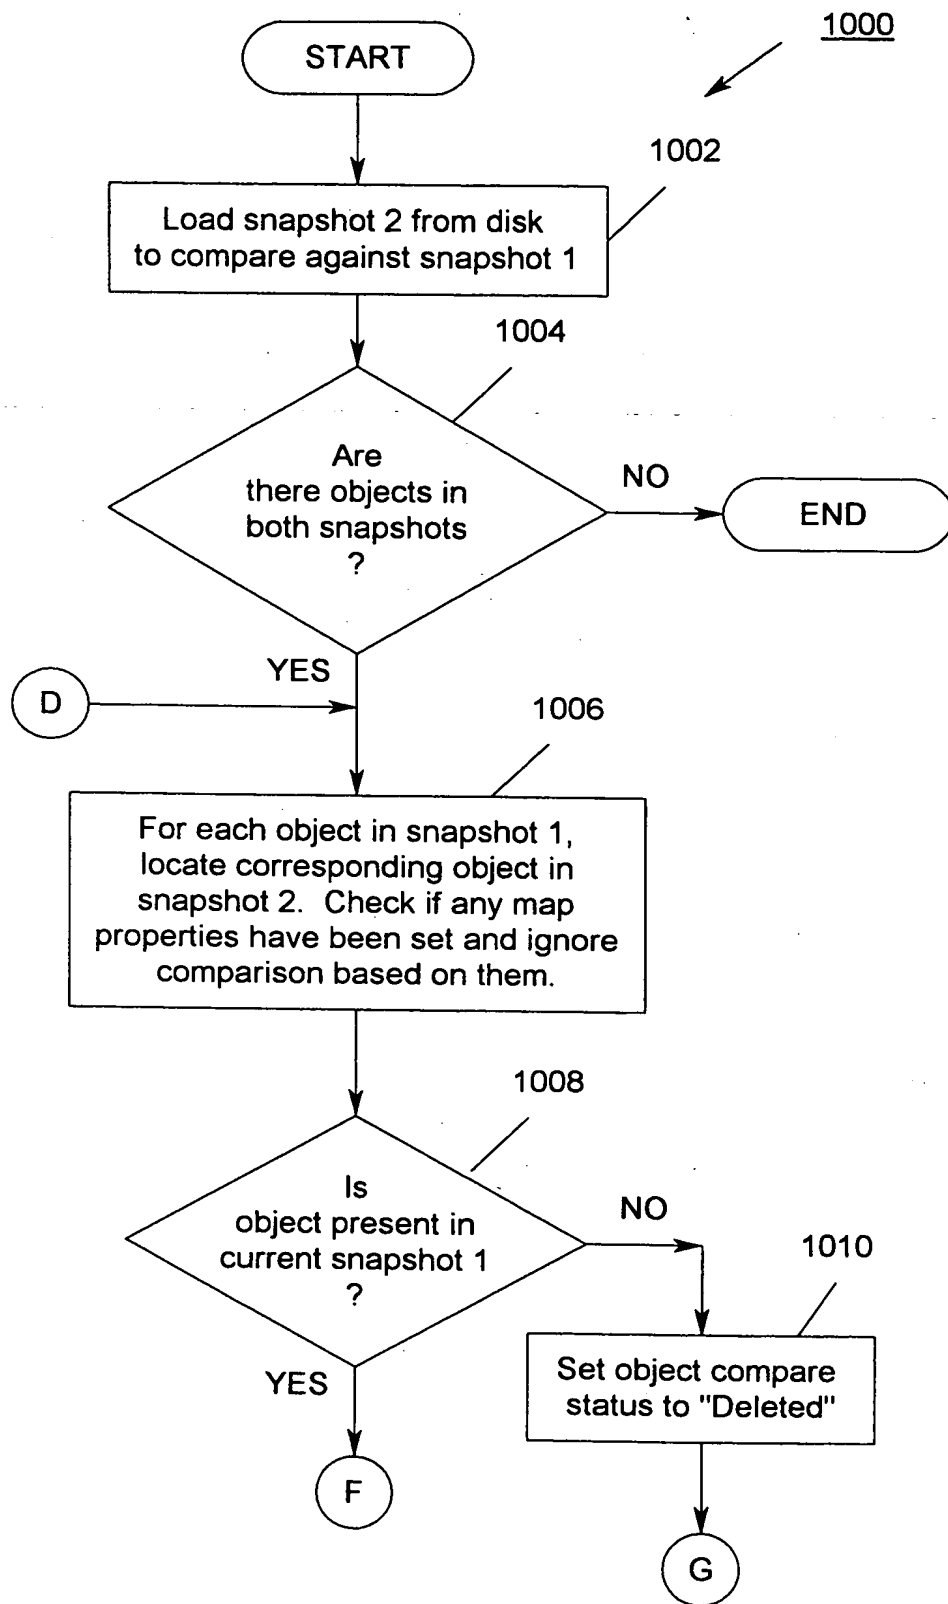 1000
START
1002
Load snapshot 2 from disk
to compare against snapshot 1
1004
Are
there objects in
both snapshots
?
NO
END
YES
D
1006
For each object in snapshot 1,
locate corresponding object in
snapshot 2. Check if any map
properties have been set and ignore
comparison based on them.
1008
Is
object present in
current snapshot 1
?
NO
1010
YES
Set object compare
status to "Deleted"
F
G